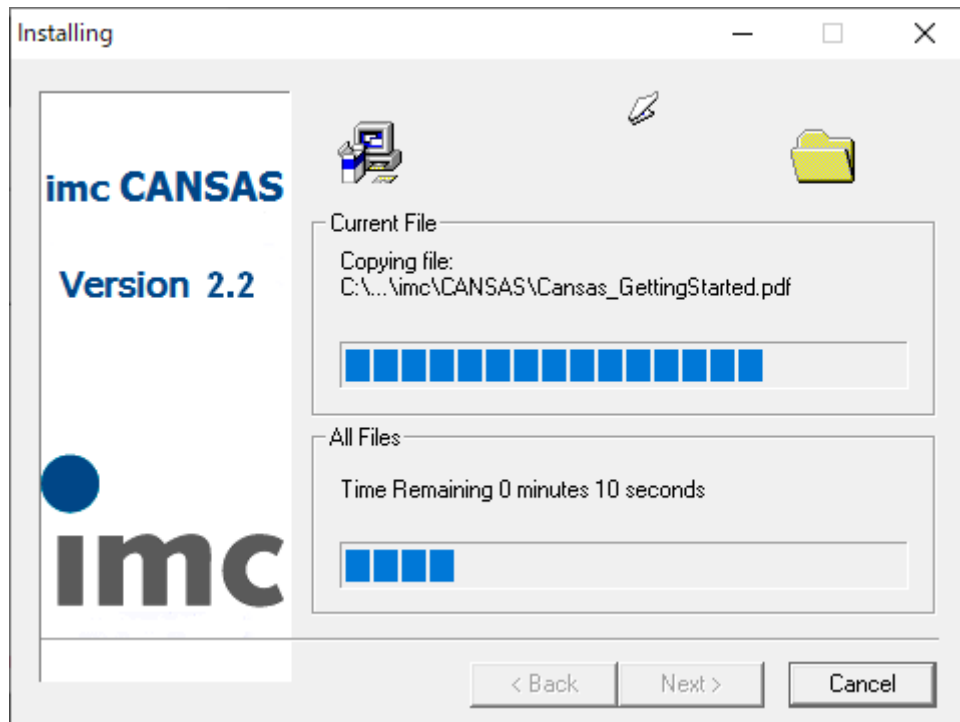 Installing
imc CANSAS
Version 2.2
imc
Current File
Copying file:
C:\...\imc\CANSAS\Cansas_GettingStarted.pdf
All Files
Time Remaining 0 minutes 10 seconds
< Back
Next >
Cancel